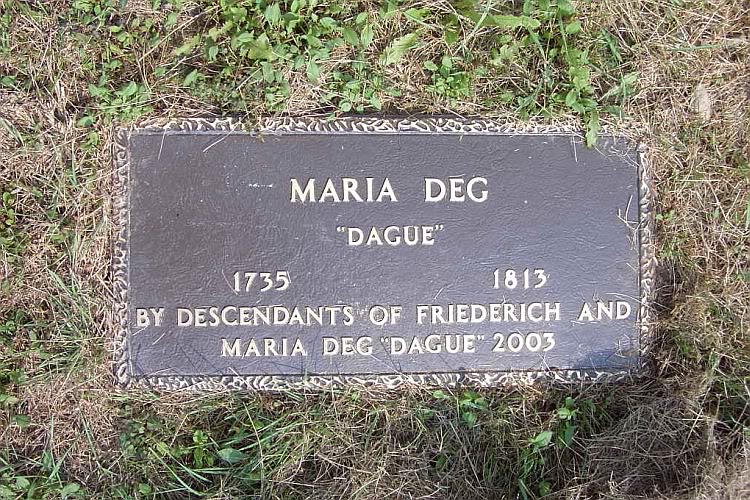 MARIA DEG
"DAGUE"
1735 1813
BY DESCENDANTS OF FRIEDERICH AND
MARIA DEG "DAGUE" 2003